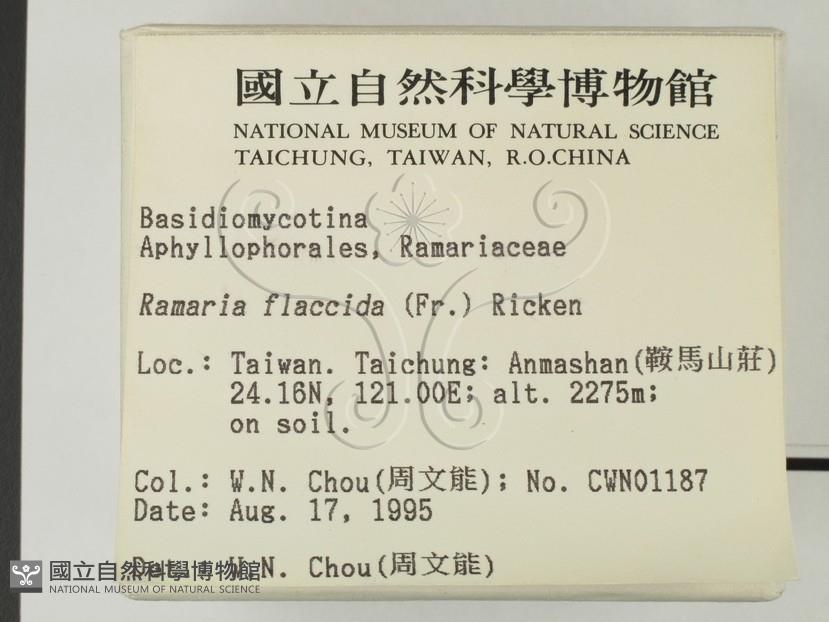 國立自然科學博物館
NATIONAL MUSEUM OF NATURAL SCIENCE
TAICHUNG, TAIWAN, R.O.CHINA
Basidiomycotina
Aphyllophorales, Ramariaceae
Ramaria flaccida (Fr.) Ricken
Loc.: Taiwan. Taichung: Anmashan(鞍馬山莊)
24.16N, 121.00E; alt. 2275m;
on soil.
Col.: W.N. Chou(周文能); No. CWN01187
Date: Aug. 17, 1995
Det.: W.N. Chou(周文能)
國立自然科學博物館
NATIONAL MUSEUM OF NATURAL SCIENCE